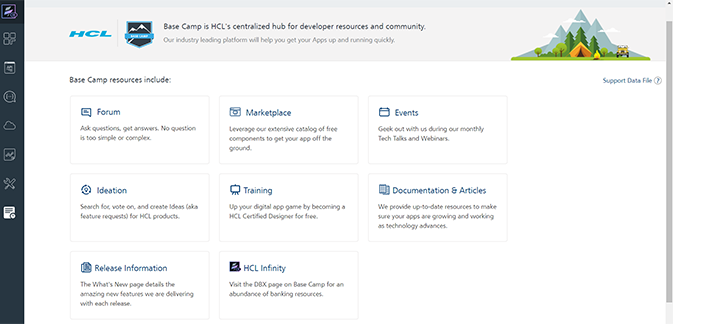 HCL
BASE CAMP
Base Camp is HCL's centralized hub for developer resources and community.
Our industry leading platform will help you get your Apps up and running quickly.
Base Camp resources include:
Support Data File ?
Forum
Ask questions, get answers. No question
is too simple or complex.
Marketplace
Leverage our extensive catalog of free
components to get your app off the
ground.
Events
Geek out with us during our monthly
Tech Talks and Webinars.
Ideation
Search for, vote on, and create Ideas (aka
feature requests) for HCL products.
Training
Up your digital app game by becoming a
HCL Certified Designer for free.
Documentation & Articles
We provide up-to-date resources to make
sure your apps are growing and working
as technology advances.
Release Information
The What's New page details the
amazing new features we are delivering
with each release.
HCL Infinity
Visit the DBX page on Base Camp for an
abundance of banking resources.